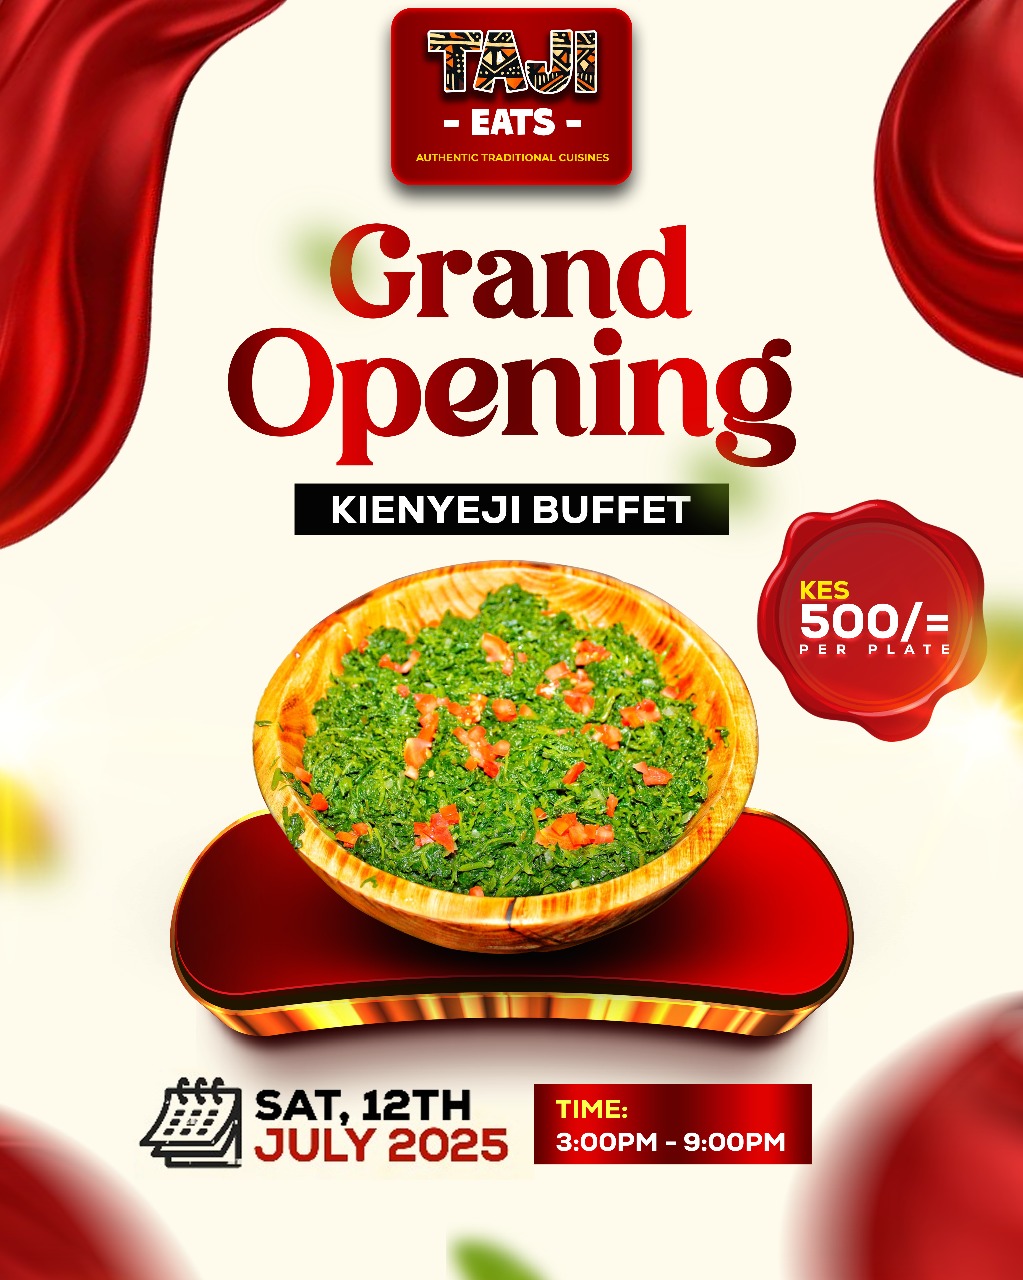 TAJI
- EATS -
AUTHENTIC TRADITIONAL CUISINES
Grand
Opening
KIENYEJI BUFFET
KES
500/=
PER PLATE
SAT, 12TH
JULY 2025
TIME:
3:00PM - 9:00PM